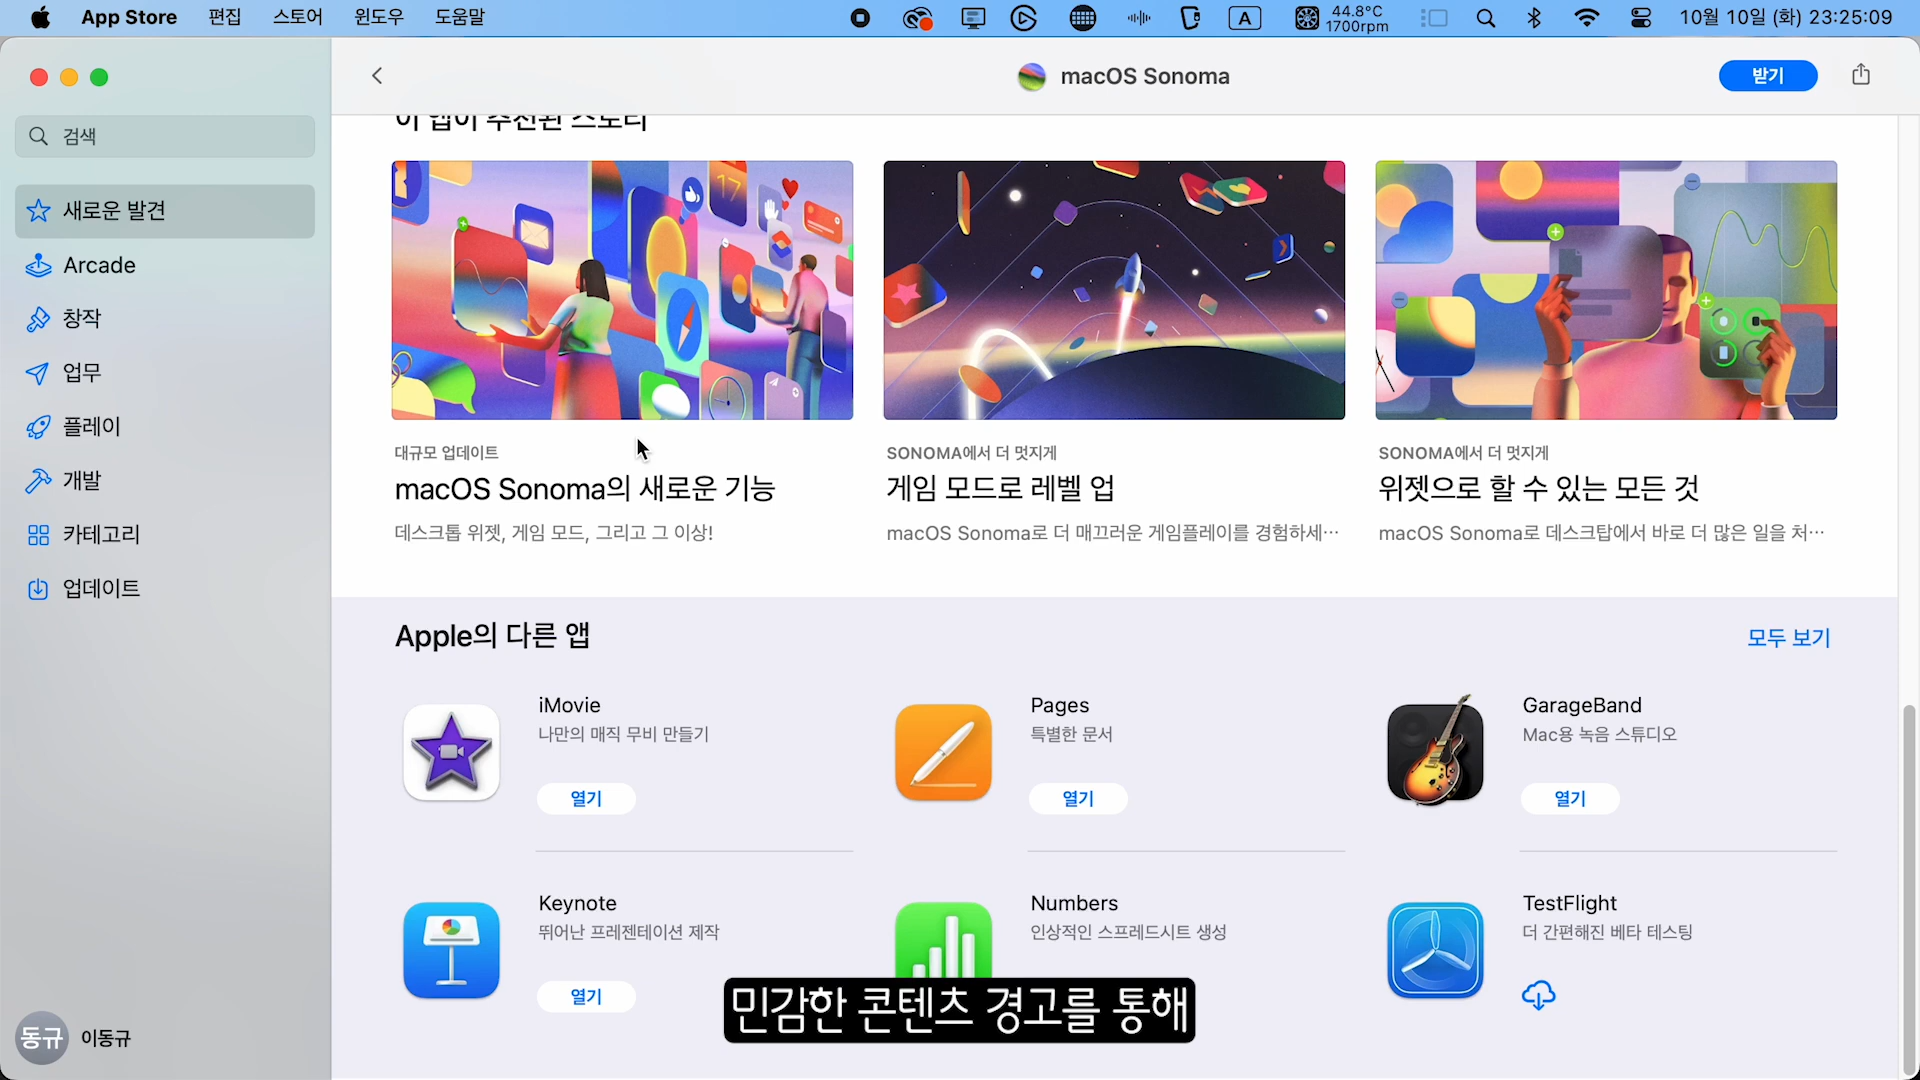 App Store 편집 스토어 윈도우 도움말
A 44.8°C 1700rpm 10월 10일 (화) 23:25:09
macOS Sonoma
받기
검색
새로운 발견
Arcade
창작
업무
플레이
개발
카테고리
업데이트
동규 이동규
이 앱이 추천된 스토리
17
대규모 업데이트
macOS Sonoma의 새로운 기능
데스크톱 위젯, 게임 모드, 그리고 그 이상!
SONOMA에서 더 멋지게
게임 모드로 레벨 업
macOS Sonoma로 더 매끄러운 게임플레이를 경험하세…
SONOMA에서 더 멋지게
위젯으로 할 수 있는 모든 것
macOS Sonoma로 데스크탑에서 바로 더 많은 일을 처…
Apple의 다른 앱
모두 보기
iMovie
나만의 매직 무비 만들기
열기
Pages
특별한 문서
열기
GarageBand
Mac용 녹음 스튜디오
열기
Keynote
뛰어난 프레젠테이션 제작
열기
Numbers
인상적인 스프레드시트 생성
TestFlight
더 간편해진 베타 테스팅
민감한 콘텐츠 경고를 통해